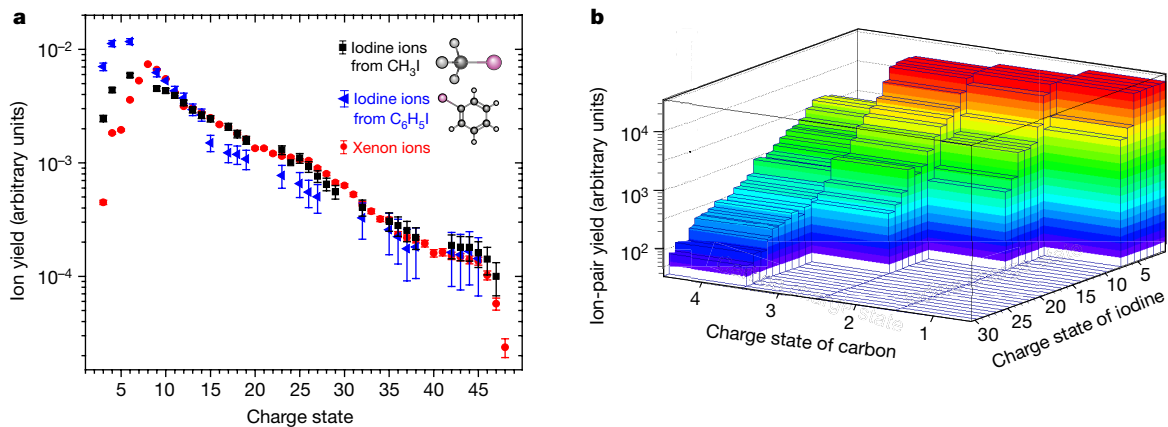 a
Ion yield (arbitrary units)
10⁻²
10⁻³
10⁻⁴
Iodine ions
from CH₃I
Iodine ions
from C₆H₅I
Xenon ions
5 10 15 20 25 30 35 40 45
Charge state
b
Ion-pair yield (arbitrary units)
10⁴
10³
10²
4 3 2 1
Charge state of carbon
30 25 20 15 10 5
Charge state of iodine